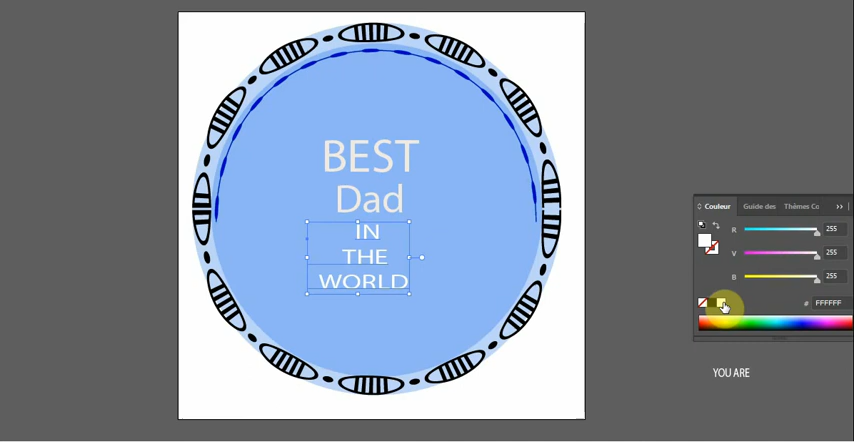 BEST
Dad
IN
THE
WORLD
Couleur
Guide des
Thèmes Co
R 255
V 255
B 255
# FFFFFF
YOU ARE